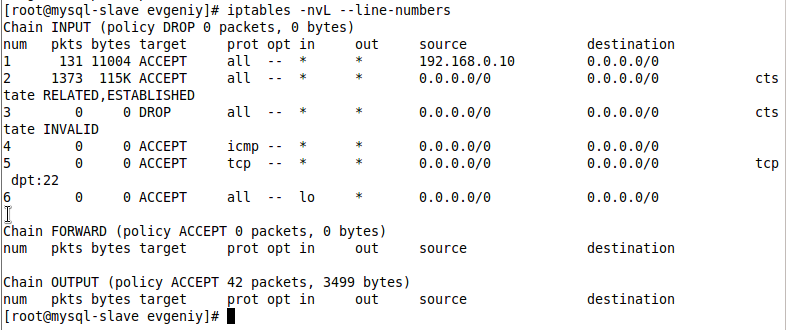 [root@mysql-slave evgeniy]# iptables -nvL --line-numbers
Chain INPUT (policy DROP 0 packets, 0 bytes)
num   pkts bytes target     prot opt in     out     source               destination
1      131 11004 ACCEPT     all  --  *      *       192.168.0.10         0.0.0.0/0
2     1373  115K ACCEPT     all  --  *      *       0.0.0.0/0            0.0.0.0/0            cts
tate RELATED,ESTABLISHED
3        0     0 DROP       all  --  *      *       0.0.0.0/0            0.0.0.0/0            cts
tate INVALID
4        0     0 ACCEPT     icmp --  *      *       0.0.0.0/0            0.0.0.0/0
5        0     0 ACCEPT     tcp  --  *      *       0.0.0.0/0            0.0.0.0/0            tcp
 dpt:22
6        0     0 ACCEPT     all  --  lo     *       0.0.0.0/0            0.0.0.0/0
Chain FORWARD (policy ACCEPT 0 packets, 0 bytes)
num   pkts bytes target     prot opt in     out     source               destination
Chain OUTPUT (policy ACCEPT 42 packets, 3499 bytes)
num   pkts bytes target     prot opt in     out     source               destination
[root@mysql-slave evgeniy]#